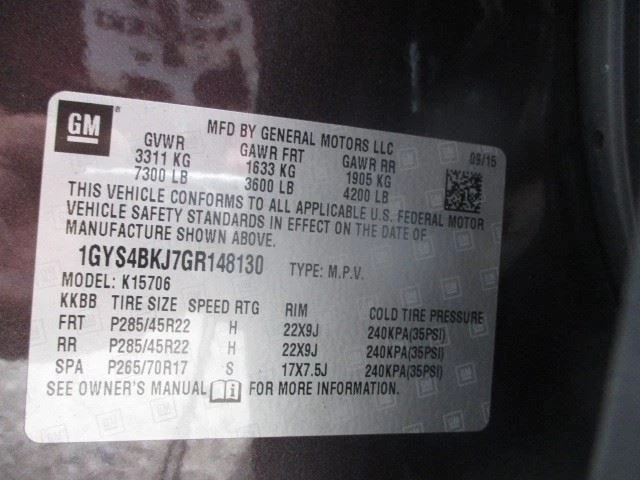 GM
MFD BY GENERAL MOTORS LLC
09/15
GVWR GAWR FRT GAWR RR
3311 KG 1633 KG 1905 KG
7300 LB 3600 LB 4200 LB
THIS VEHICLE CONFORMS TO ALL APPLICABLE U.S. FEDERAL MOTOR
VEHICLE SAFETY STANDARDS IN EFFECT ON THE DATE OF
MANUFACTURE SHOWN ABOVE.
1GYS4BKJ7GR148130 TYPE: M.P.V.
MODEL: K15706
KKBB TIRE SIZE SPEED RTG RIM COLD TIRE PRESSURE
FRT P285/45R22 H 22X9J 240KPA(35PSI)
RR P285/45R22 H 22X9J 240KPA(35PSI)
SPA P265/70R17 S 17X7.5J 240KPA(35PSI)
SEE OWNER'S MANUAL FOR MORE INFORMATION.